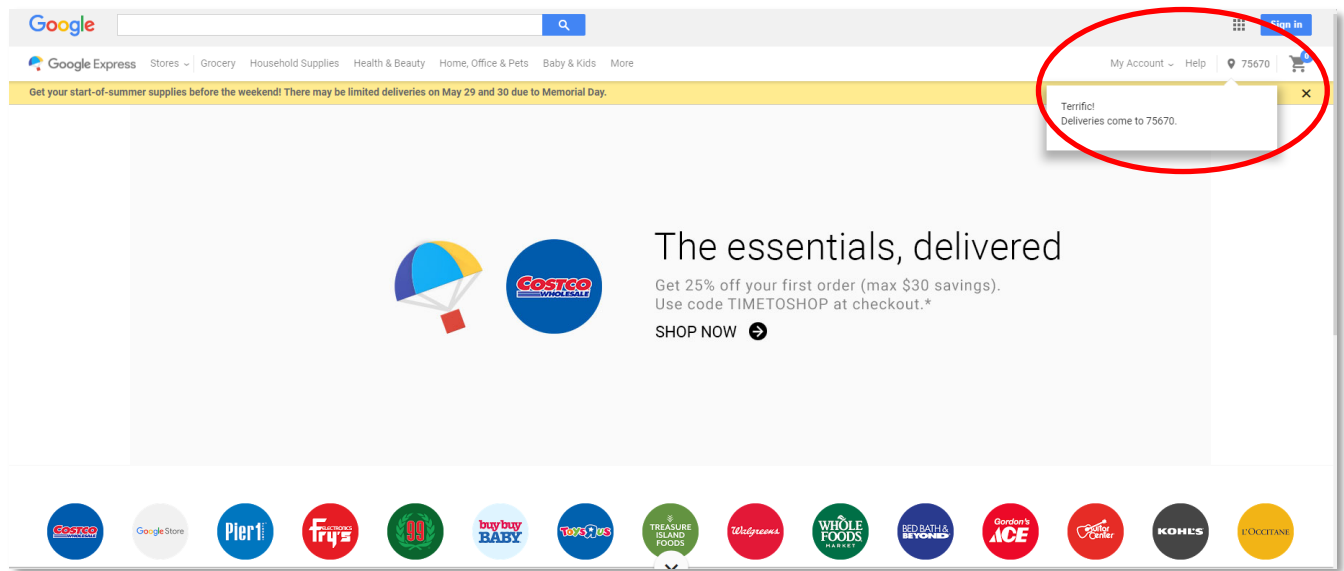 Google
Sign in
Google Express Stores Grocery Household Supplies Health & Beauty Home, Office & Pets Baby & Kids More My Account Help 75670 0
Get your start-of-summer supplies before the weekend! There may be limited deliveries on May 29 and 30 due to Memorial Day.
Terrific!
Deliveries come to 75670.
The essentials, delivered
COSTCO
WHOLESALE
Get 25% off your first order (max $30 savings).
Use code TIMETOSHOP at checkout.*
SHOP NOW
COSTCO
WHOLESALE
Google Store
Pier 1
Fry's
ELECTRONICS
99
buy buy
BABY
Toys R Us
TREASURE
ISLAND
FOODS
Walgreens
WHOLE
FOODS
MARKET
BED BATH &
BEYOND
Gordon's
ACE
Guitar
Center
KOHL'S
L'OCCITANE